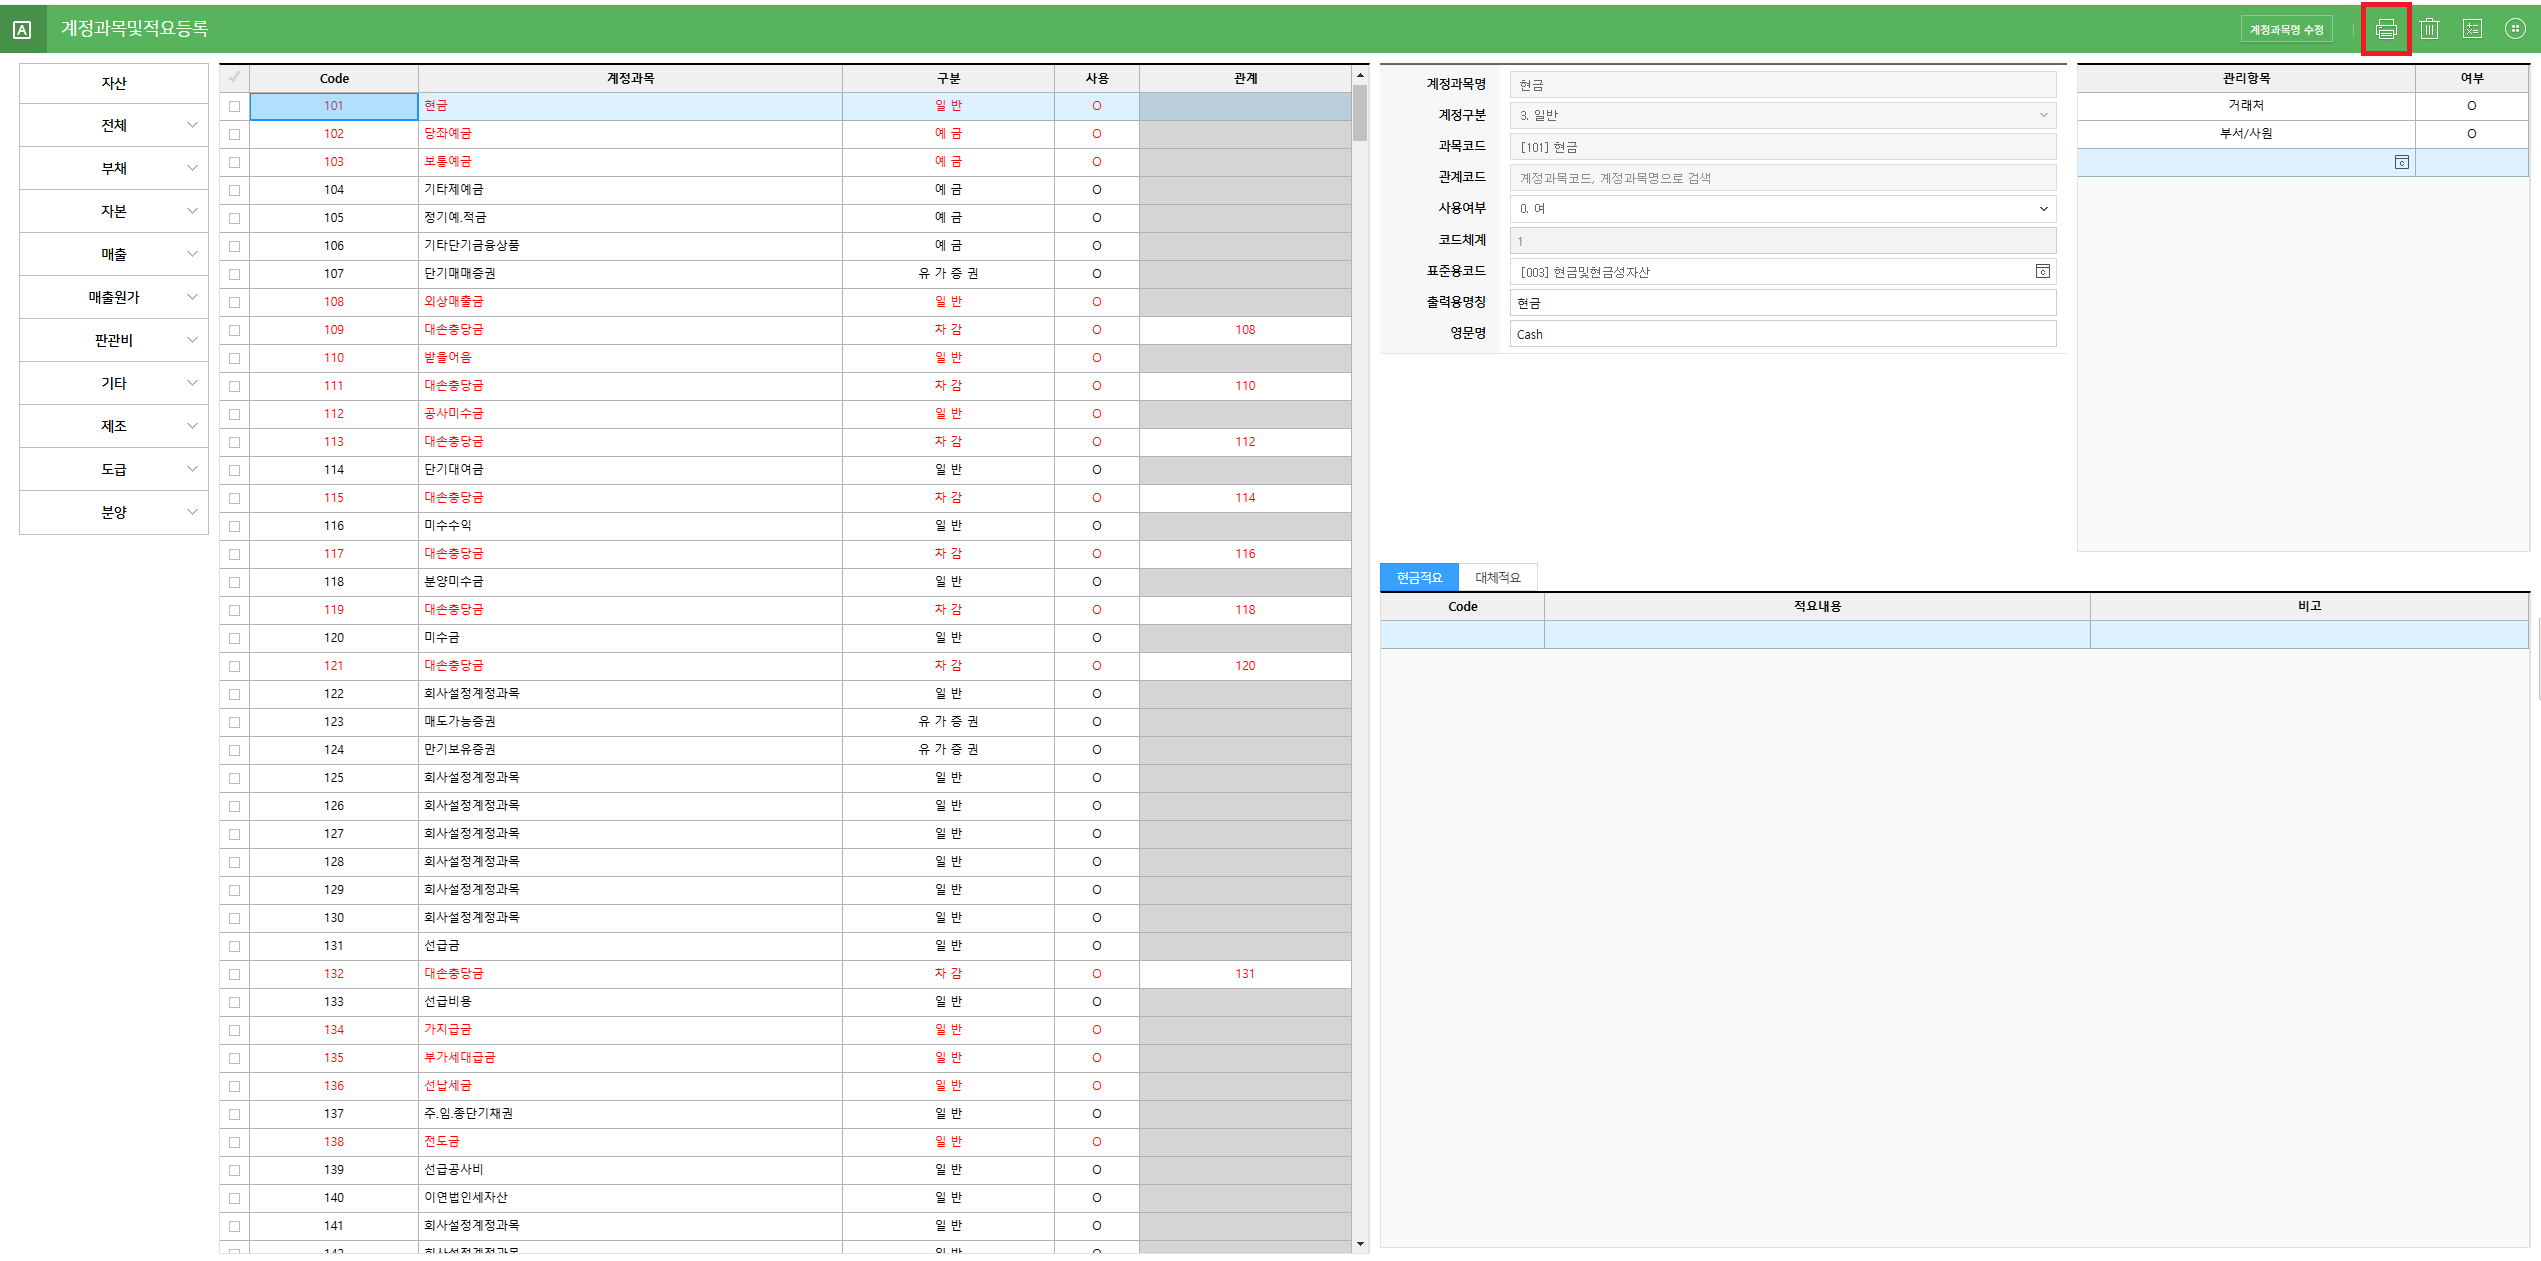 A 계정과목및적요등록 계정과목명 수정
자산
전체
부채
자본
매출
매출원가
판관비
기타
제조
도급
분양
Code 계정과목 구분 사용 관계
101 현금 일 반 O
102 당좌예금 예 금 O
103 보통예금 예 금 O
104 기타제예금 예 금 O
105 정기예.적금 예 금 O
106 기타단기금융상품 예 금 O
107 단기매매증권 유 가 증 권 O
108 외상매출금 일 반 O
109 대손충당금 차 감 O 108
110 받을어음 일 반 O
111 대손충당금 차 감 O 110
112 공사미수금 일 반 O
113 대손충당금 차 감 O 112
114 단기대여금 일 반 O
115 대손충당금 차 감 O 114
116 미수수익 일 반 O
117 대손충당금 차 감 O 116
118 분양미수금 일 반 O
119 대손충당금 차 감 O 118
120 미수금 일 반 O
121 대손충당금 차 감 O 120
122 회사설정계정과목 일 반 O
123 매도가능증권 유 가 증 권 O
124 만기보유증권 유 가 증 권 O
125 회사설정계정과목 일 반 O
126 회사설정계정과목 일 반 O
127 회사설정계정과목 일 반 O
128 회사설정계정과목 일 반 O
129 회사설정계정과목 일 반 O
130 회사설정계정과목 일 반 O
131 선급금 일 반 O
132 대손충당금 차 감 O 131
133 선급비용 일 반 O
134 가지급금 일 반 O
135 부가세대급금 일 반 O
136 선납세금 일 반 O
137 주.임.종단기채권 일 반 O
138 전도금 일 반 O
139 선급공사비 일 반 O
140 이연법인세자산 일 반 O
141 회사설정계정과목 일 반 O
142 회사설정계정과목 일 반 O
계정과목명 현금
계정구분 3. 일반
과목코드 [101] 현금
관계코드 계정과목코드, 계정과목명으로 검색
사용여부 0. 여
코드체계 1
표준용코드 [003] 현금및현금성자산
출력용명칭 현금
영문명 Cash
관리항목 여부
거래처 O
부서/사원 O
현금적요 대체적요
Code 적요내용 비고